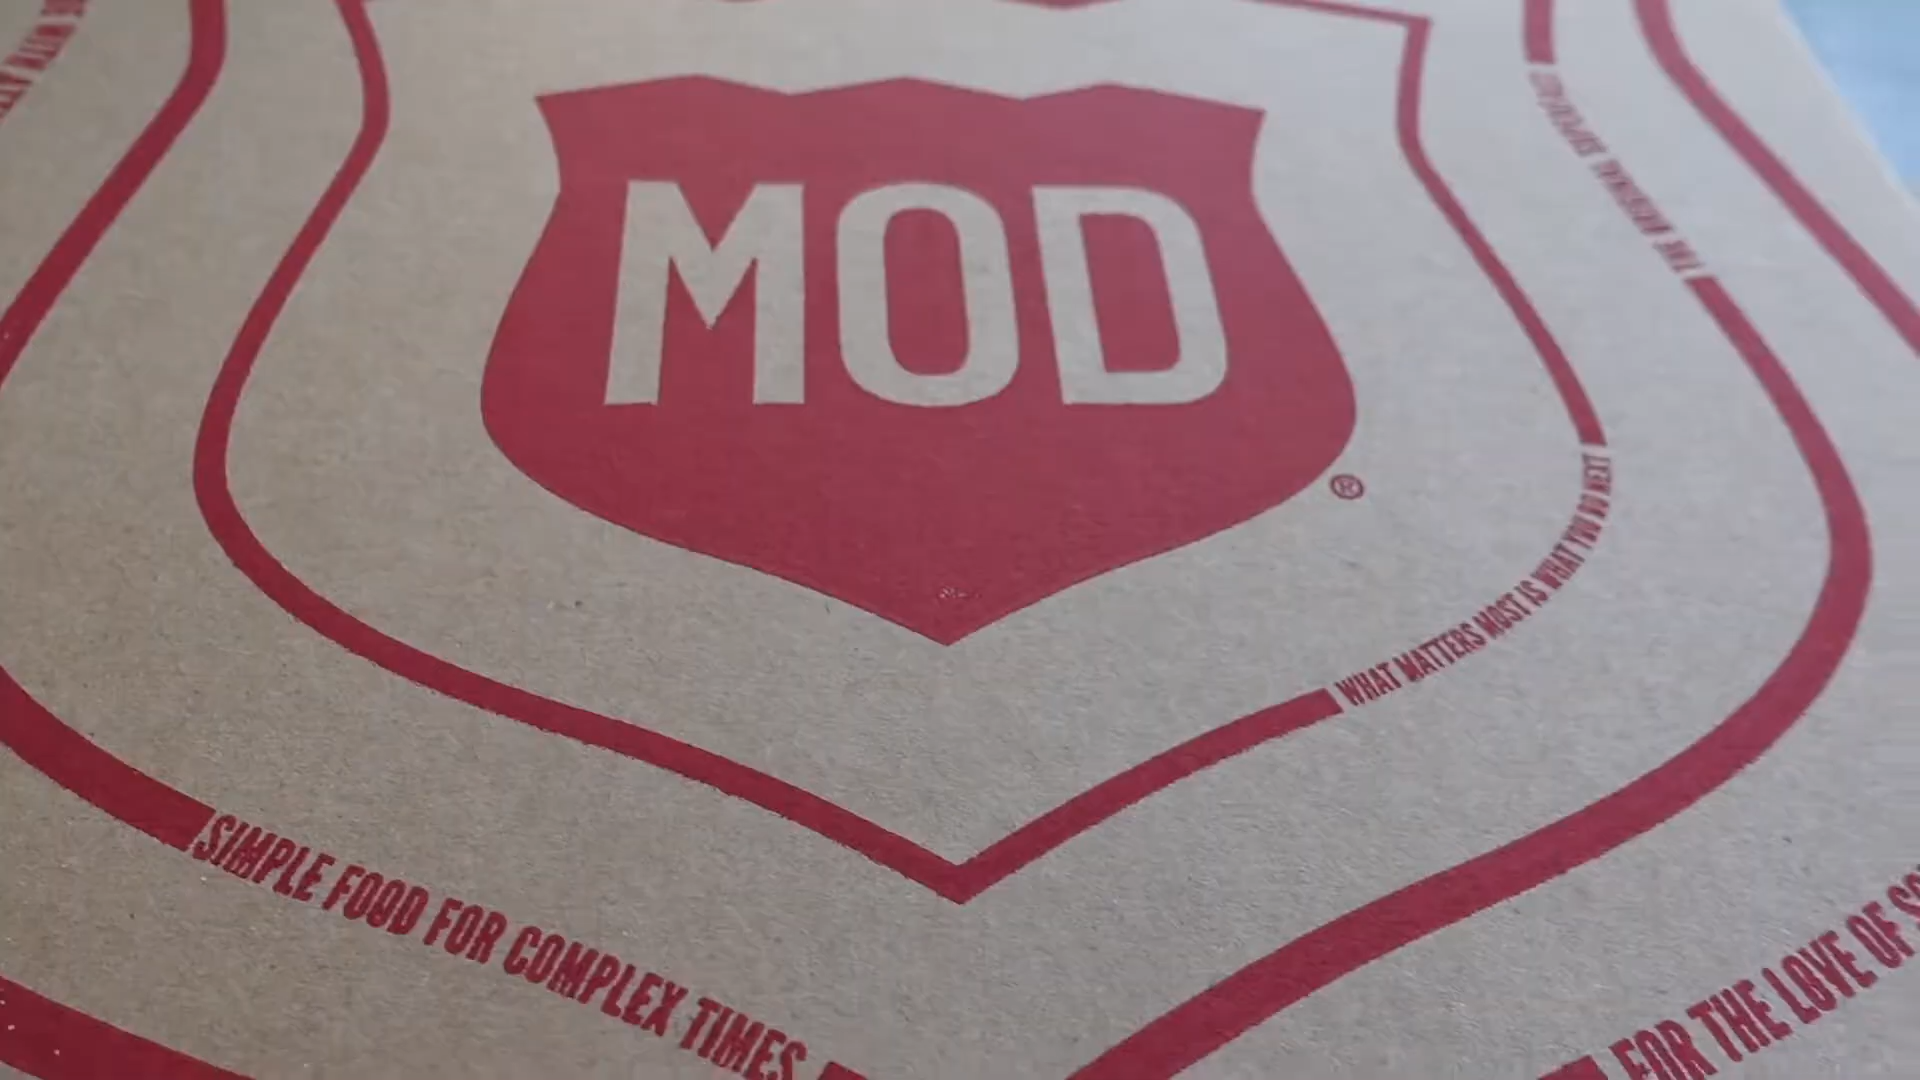 MOD
®
THE ORIGINAL SUPERFAST
WHAT MATTERS MOST IS WHAT YOU DO NEXT
SIMPLE FOOD FOR COMPLEX TIMES
FOR THE LOVE OF